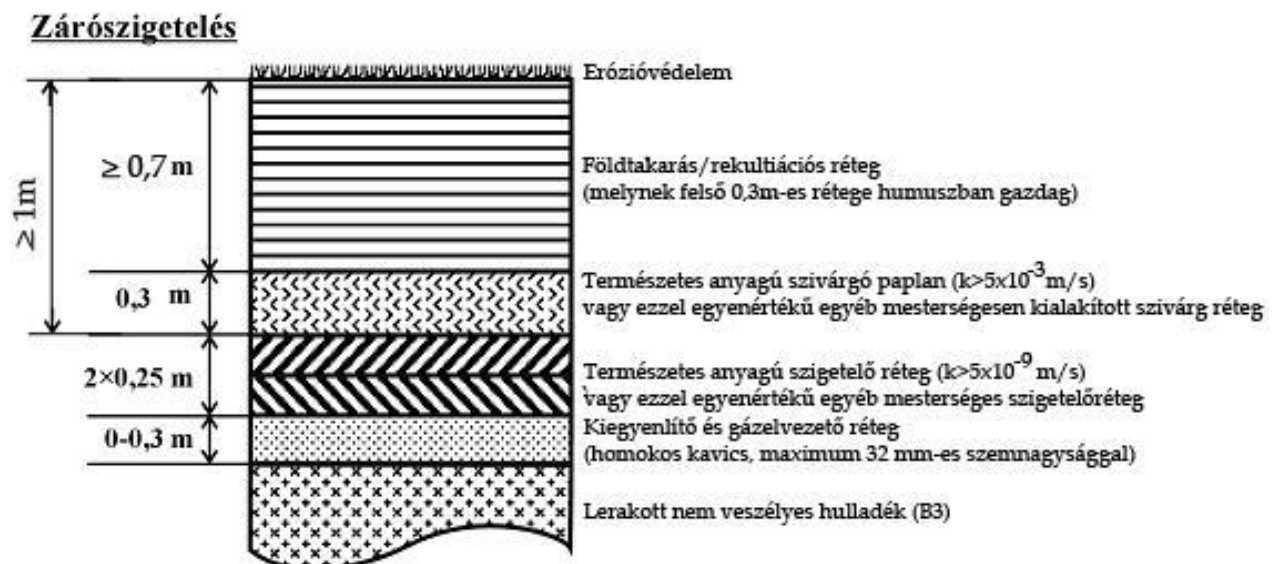 Zárószigetelés
Erózióvédelem
≥ 0,7 m
Földtakarás/rekultiációs réteg
(melynek felső 0,3m-es rétege humuszban gazdag)
≥ 1m
0,3 m
Természetes anyagú szivárgó paplan (k>5x10⁻³m/s)
vagy ezzel egyenértékű egyéb mesterségesen kialakított szivárg réteg
2×0,25 m
Természetes anyagú szigetelő réteg (k>5x10⁻⁹ m/s)
vagy ezzel egyenértékű egyéb mesterséges szigetelőréteg
0-0,3 m
Kiegyenlítő és gázelvezető réteg
(homokos kavics, maximum 32 mm-es szemnagysággal)
Lerakott nem veszélyes hulladék (B3)